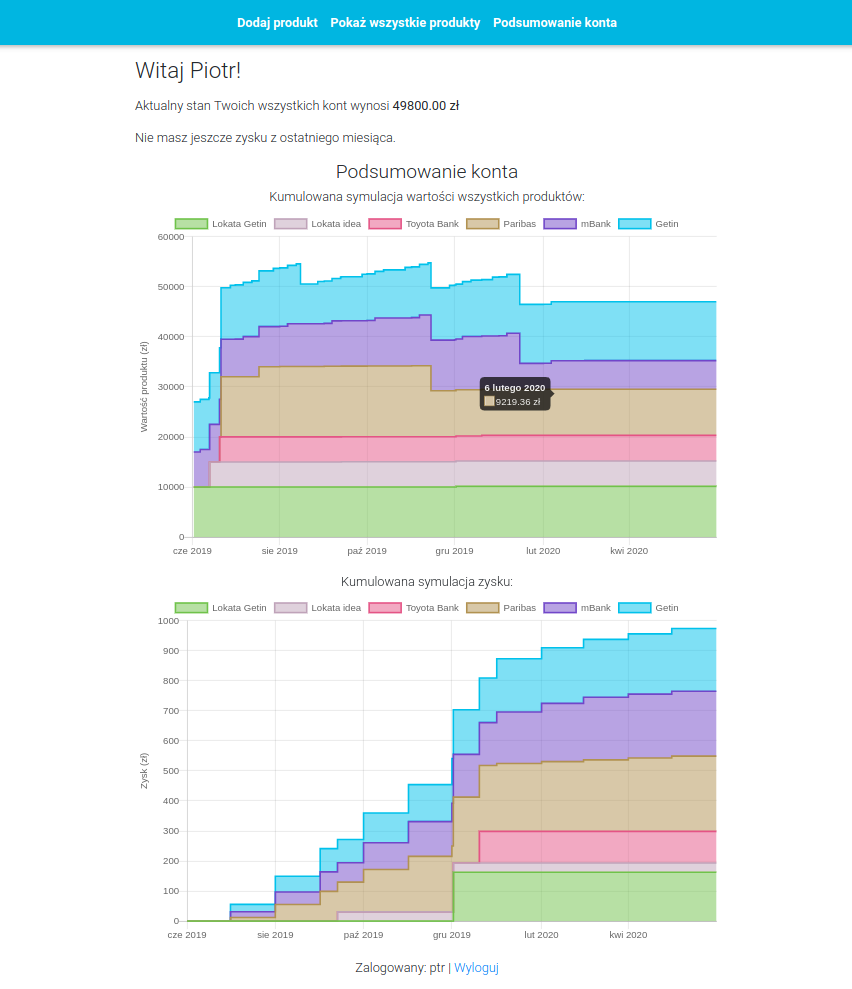 Dodaj produkt Pokaż wszystkie produkty Podsumowanie konta
Witaj Piotr!
Aktualny stan Twoich wszystkich kont wynosi 49800.00 zł
Nie masz jeszcze zysku z ostatniego miesiąca.
Podsumowanie konta
Kumulowana symulacja wartości wszystkich produktów:
Lokata Getin Lokata idea Toyota Bank Paribas mBank Getin
60000
50000
40000
30000
20000
10000
0
Wartość produktu (zł)
6 lutego 2020
9219.36 zł
cze 2019 sie 2019 paź 2019 gru 2019 lut 2020 kwi 2020
Kumulowana symulacja zysku:
Lokata Getin Lokata idea Toyota Bank Paribas mBank Getin
1000
900
800
700
600
500
400
300
200
100
0
Zysk (zł)
cze 2019 sie 2019 paź 2019 gru 2019 lut 2020 kwi 2020
Zalogowany: ptr | Wyloguj